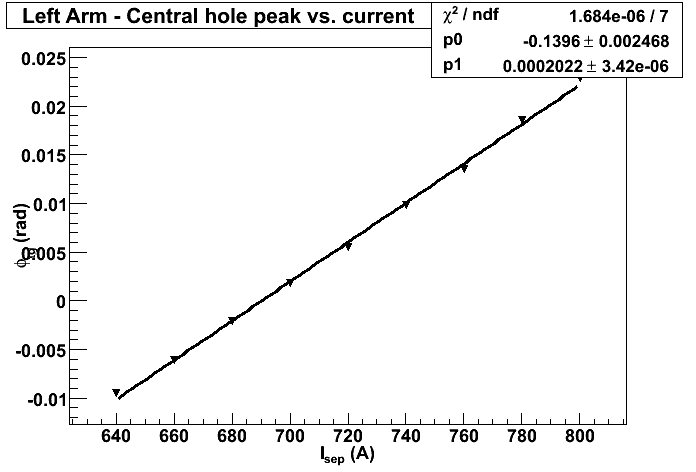 Left Arm - Central hole peak vs. current
χ² / ndf 1.684e-06 / 7
p0 -0.1396 ± 0.002468
p1 0.0002022 ± 3.42e-06
0.025
0.02
0.015
0.01
0.005
0
-0.005
-0.01
(rad)
640 660 680 700 720 740 760 780 800
I_sep (A)